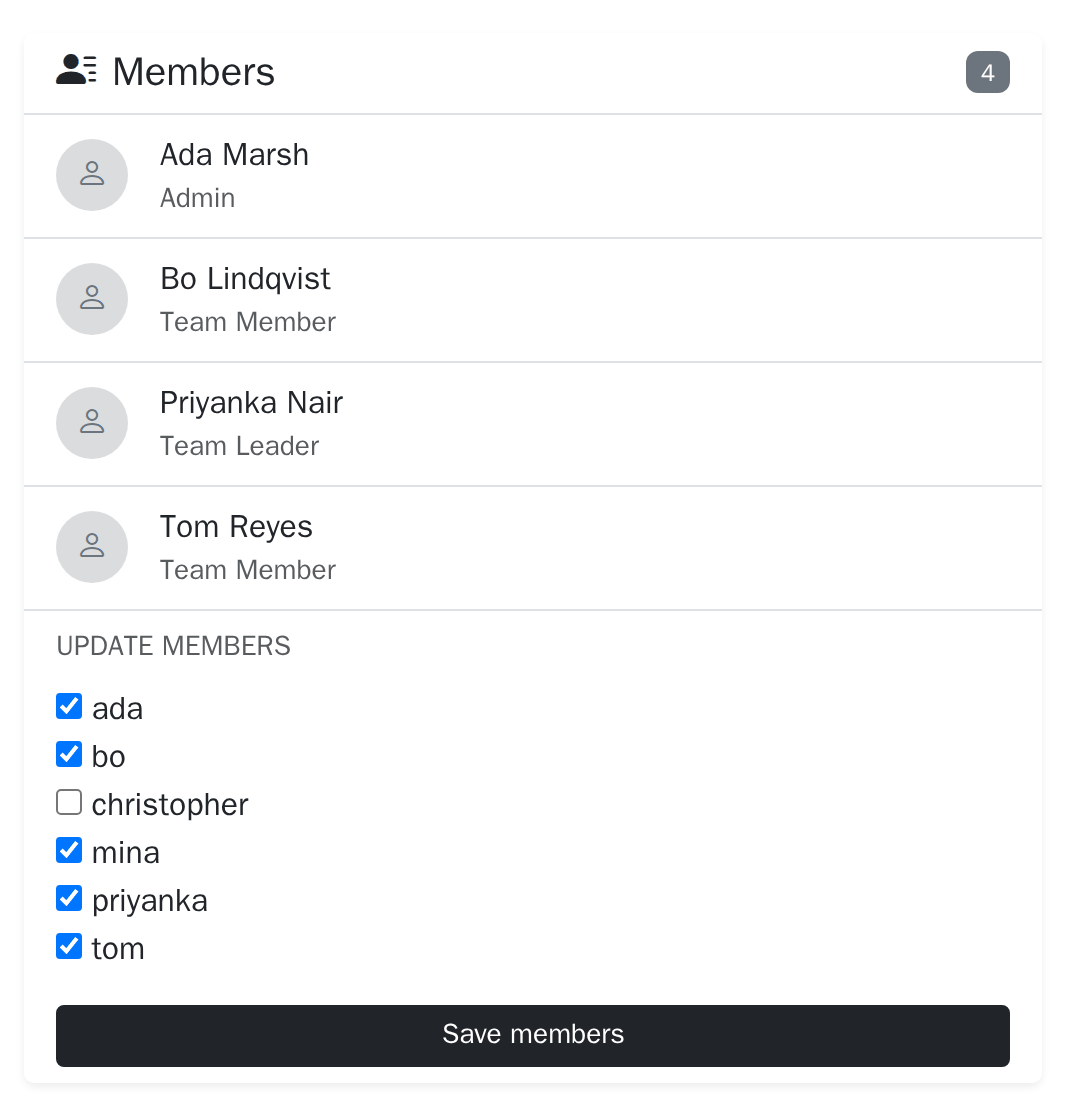 Members
4
Ada Marsh
Admin
Bo Lindqvist
Team Member
Priyanka Nair
Team Leader
Tom Reyes
Team Member
UPDATE MEMBERS
ada
bo
christopher
mina
priyanka
tom
Save members